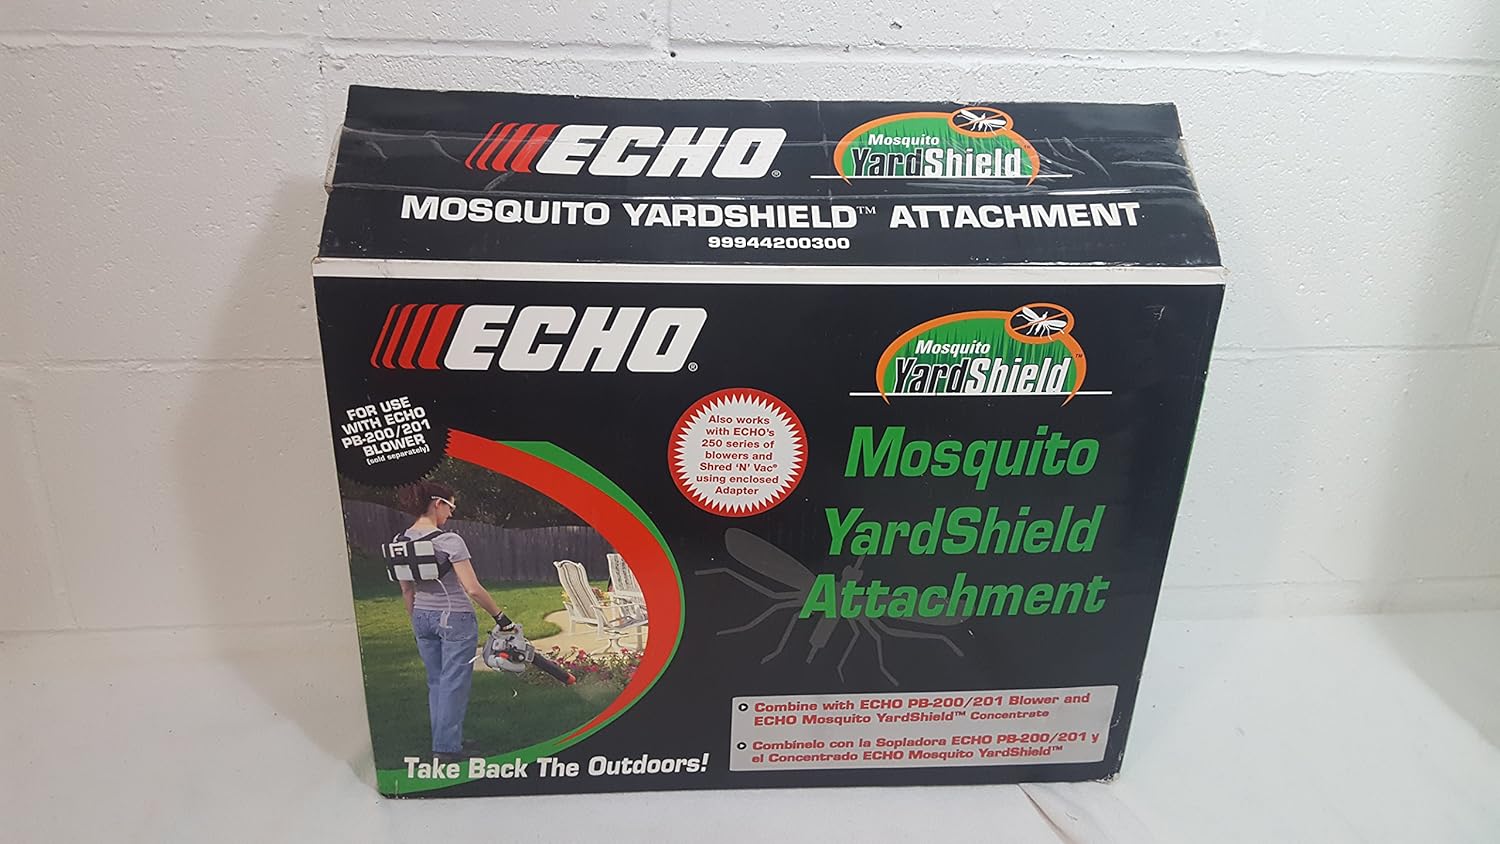 ECHO®
Mosquito
YardShield™
MOSQUITO YARDSHIELD™ ATTACHMENT
99944200300
ECHO®
Mosquito
YardShield™
FOR USE
WITH ECHO
PB-200/201
BLOWER
(sold separately)
Also works
with ECHO's
250 series of
blowers and
Shred 'N' Vac®
using enclosed
Adapter
Mosquito
YardShield
Attachment
Combine with ECHO PB-200/201 Blower and
ECHO Mosquito YardShield™ Concentrate
Combínelo con la Sopladora ECHO PB-200/201 y
el Concentrado ECHO Mosquito YardShield™
Take Back The Outdoors!